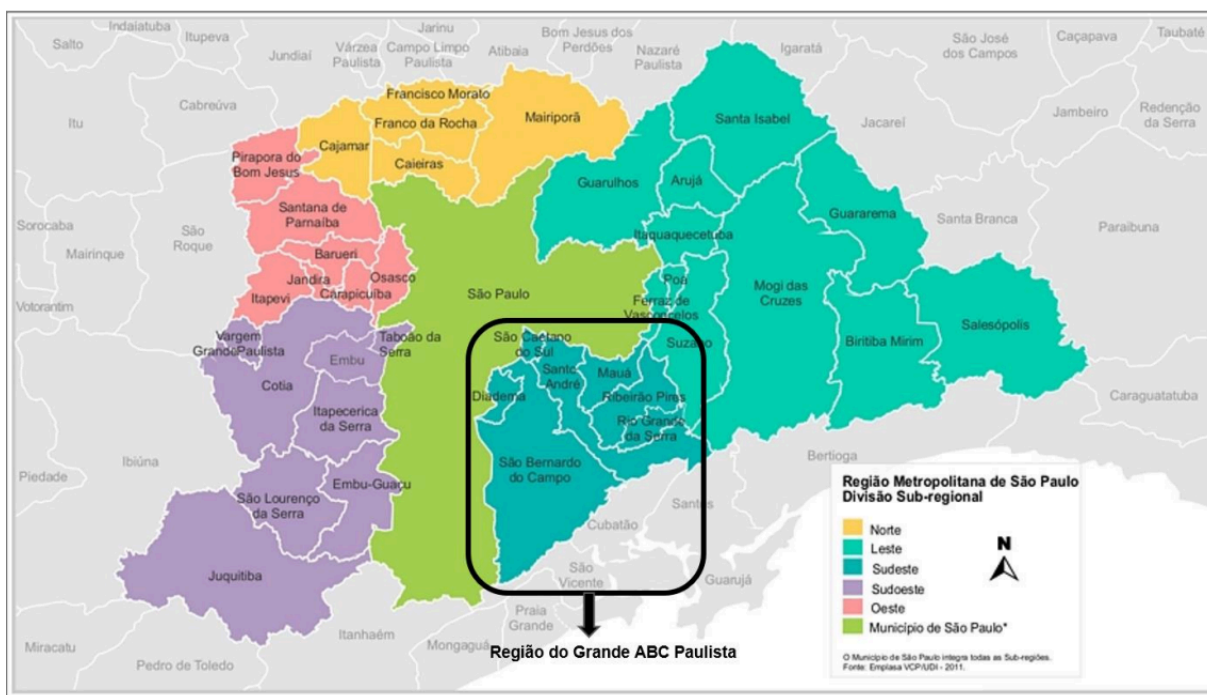 Indaiatuba
Itupeva
Salto
Jundiaí
Várzea
Paulista
Jarinu
Campo Limpo
Paulista
Atibaia
Bom Jesus dos
Perdões
Nazaré
Paulista
Igaratá
São José
dos Campos
Caçapava
Taubaté
Cabreúva
Itu
Francisco Morato
Franco da Rocha
Mairiporã
Cajamar
Caieiras
Pirapora do
Bom Jesus
Santa Isabel
Jacareí
Jambeiro
Redenção
da Serra
Guarulhos
Arujá
Santana de
Parnaíba
Guararema
Santa Branca
Paraibuna
Sorocaba
Mairinque
São
Roque
Itaquaquecetuba
Barueri
Jandira
Osasco
Carapicuíba
Itapevi
Votorantim
São Paulo
Poá
Ferraz de
Vasconcelos
Mogi das
Cruzes
Salesópolis
Biritiba Mirim
Suzano
Vargem
GrandePaulista
Taboão da
Serra
Embu
São Caetano
do Sul
Santo
André
Mauá
Cotia
Diadema
Ribeirão Pires
Itapecerica
da Serra
Rio Grande
da Serra
Caraguatatuba
Ibiúna
Piedade
São Bernardo
do Campo
Bertioga
Embu-Guaçu
São Lourenço
da Serra
Santos
Cubatão
Juquitiba
São
Vicente
Guarujá
Praia
Grande
Itanhaém
Mongaguá
Miracatu
Pedro de Toledo
Região do Grande ABC Paulista
Região Metropolitana de São Paulo
Divisão Sub-regional
Norte
Leste
Sudeste
Sudoeste
Oeste
Município de São Paulo*
N
O Município de São Paulo integra todas as Sub-regiões.
Fonte: Emplasa VCP/UDI - 2011.